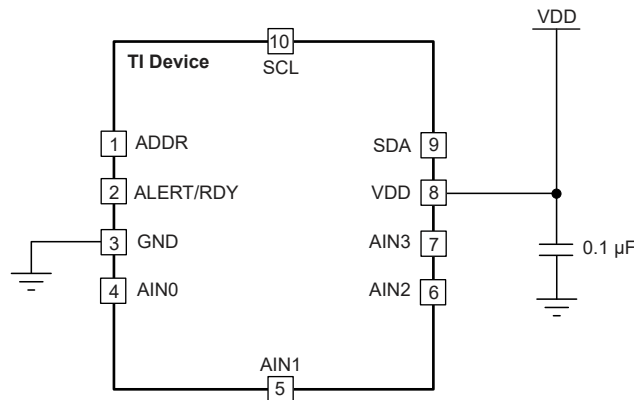 VDD
10
TI Device
SCL
1 ADDR
SDA 9
2 ALERT/RDY
VDD 8
3 GND
AIN3 7
0.1 µF
4 AIN0
AIN2 6
AIN1
5